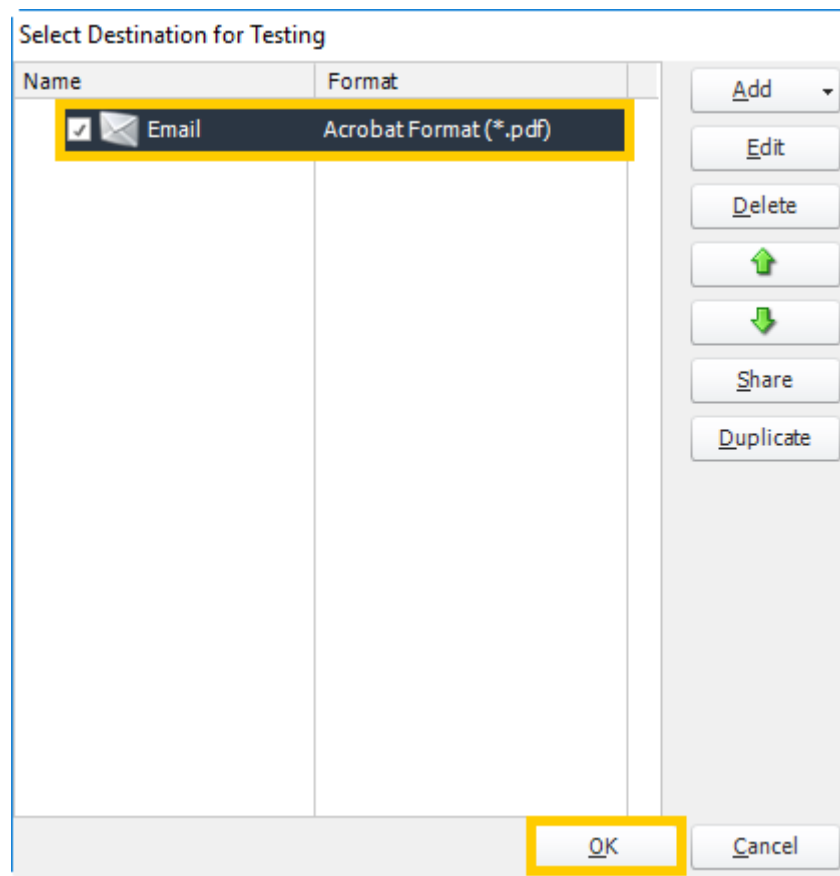 Select Destination for Testing
Name Format
Email Acrobat Format (*.pdf)
Add
Edit
Delete
Share
Duplicate
OK Cancel